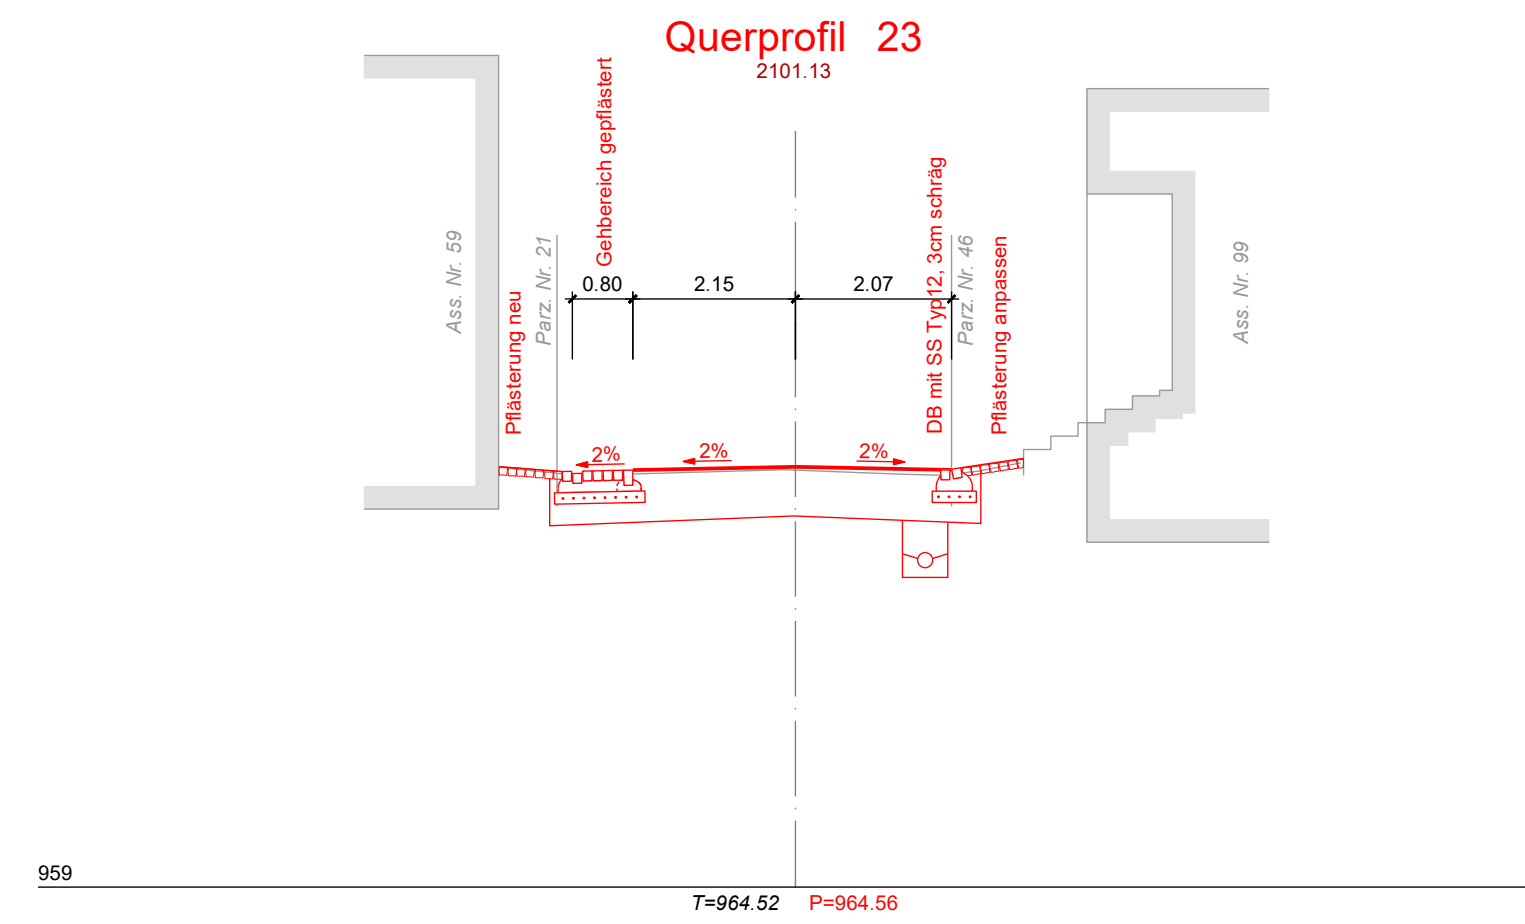 Querprofil 23
2101.13
Gehbereich gepflästert
DB mit SS Typ12, 3cm schräg
Ass. Nr. 59
Parz. Nr. 21
Parz. Nr. 46
Ass. Nr. 99
Pflästerung neu
Pflästerung anpassen
0.80
2.15
2.07
2%
2%
2%
959
T=964.52 P=964.56